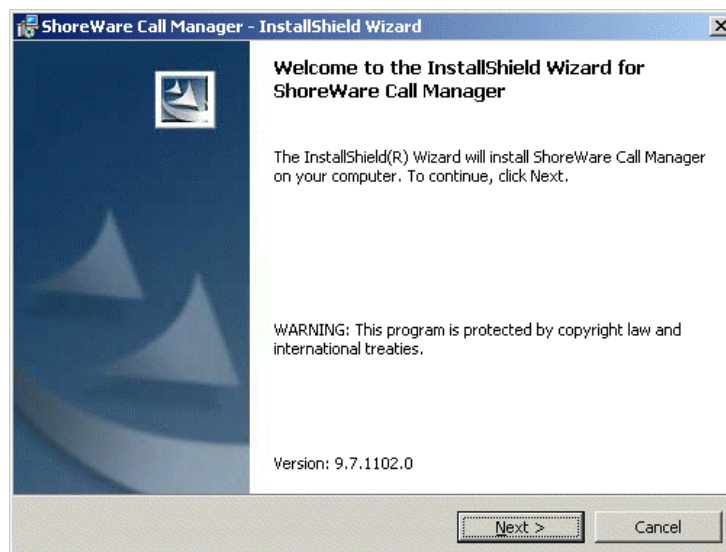 ShoreWare Call Manager - InstallShield Wizard
Welcome to the InstallShield Wizard for
ShoreWare Call Manager
The InstallShield(R) Wizard will install ShoreWare Call Manager
on your computer. To continue, click Next.
WARNING: This program is protected by copyright law and
international treaties.
Version: 9.7.1102.0
Next >
Cancel